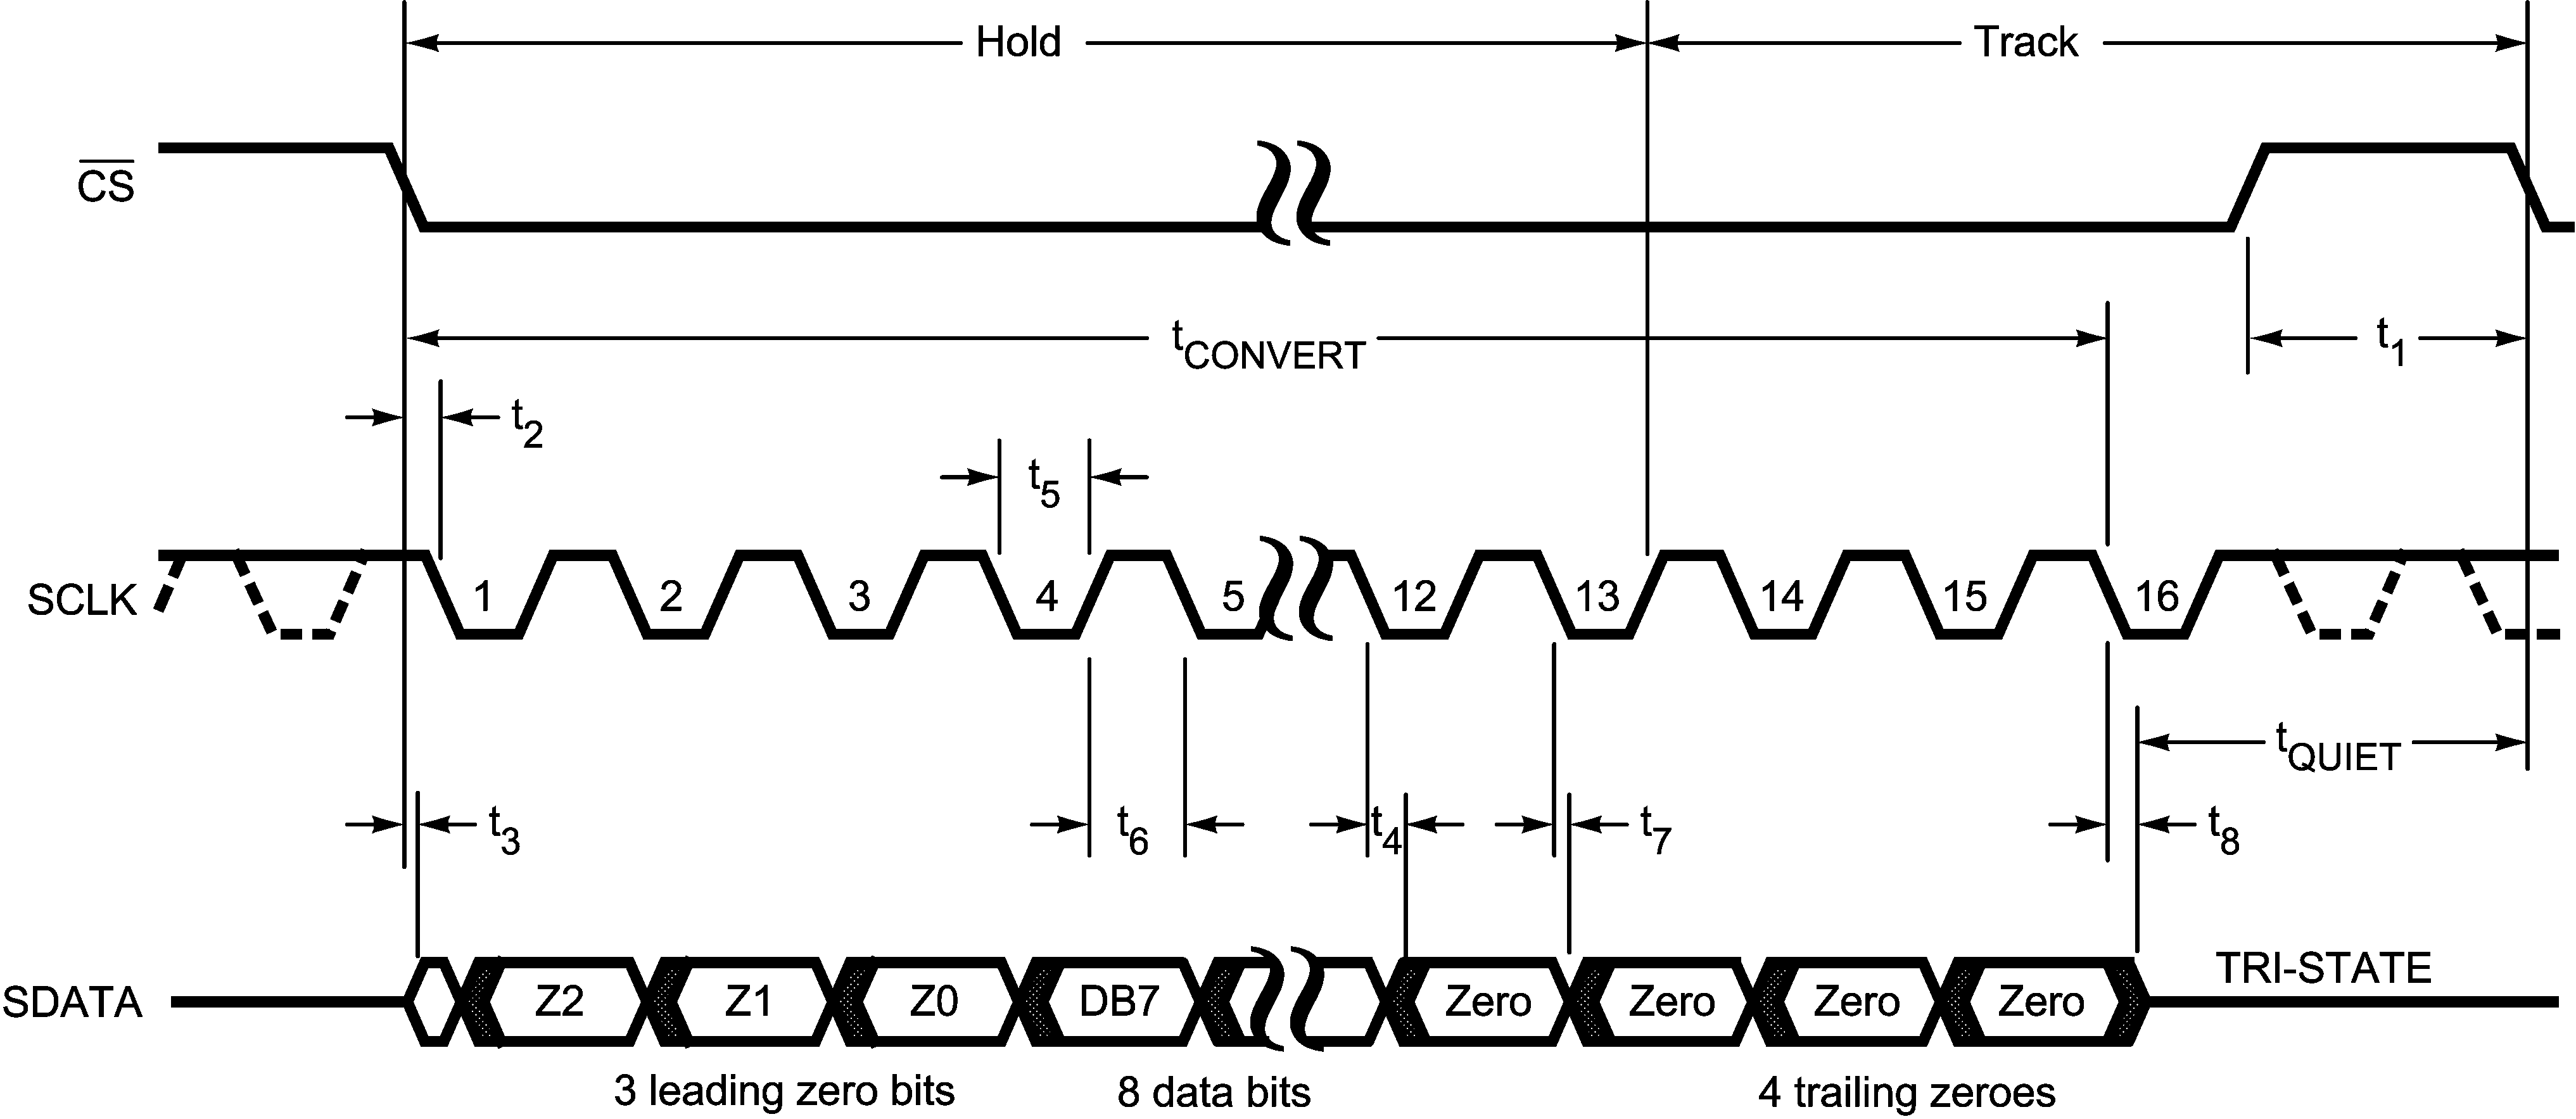 Hold Track
CS
tCONVERT t1
t2
t5
SCLK 1 2 3 4 5 12 13 14 15 16
tQUIET
t3 t6 t4 t7 t8
SDATA Z2 Z1 Z0 DB7 Zero Zero Zero Zero TRI-STATE
3 leading zero bits 8 data bits 4 trailing zeroes